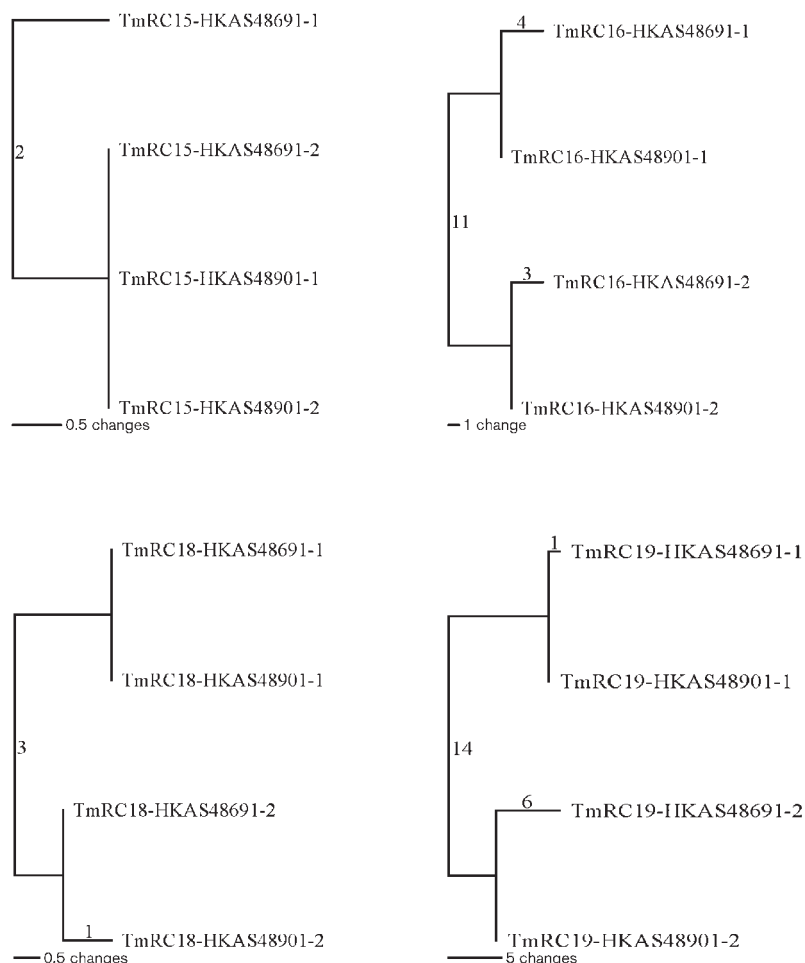 TmRC15-HKAS48691-1
2
TmRC15-HKAS48691-2
TmRC15-HKAS48901-1
TmRC15-HKAS48901-2
0.5 changes
4
TmRC16-HKAS48691-1
TmRC16-HKAS48901-1
11
3
TmRC16-HKAS48691-2
TmRC16-HKAS48901-2
1 change
TmRC18-HKAS48691-1
TmRC18-HKAS48901-1
3
TmRC18-HKAS48691-2
1
TmRC18-HKAS48901-2
0.5 changes
1
TmRC19-HKAS48691-1
TmRC19-HKAS48901-1
14
6
TmRC19-HKAS48691-2
TmRC19-HKAS48901-2
5 changes